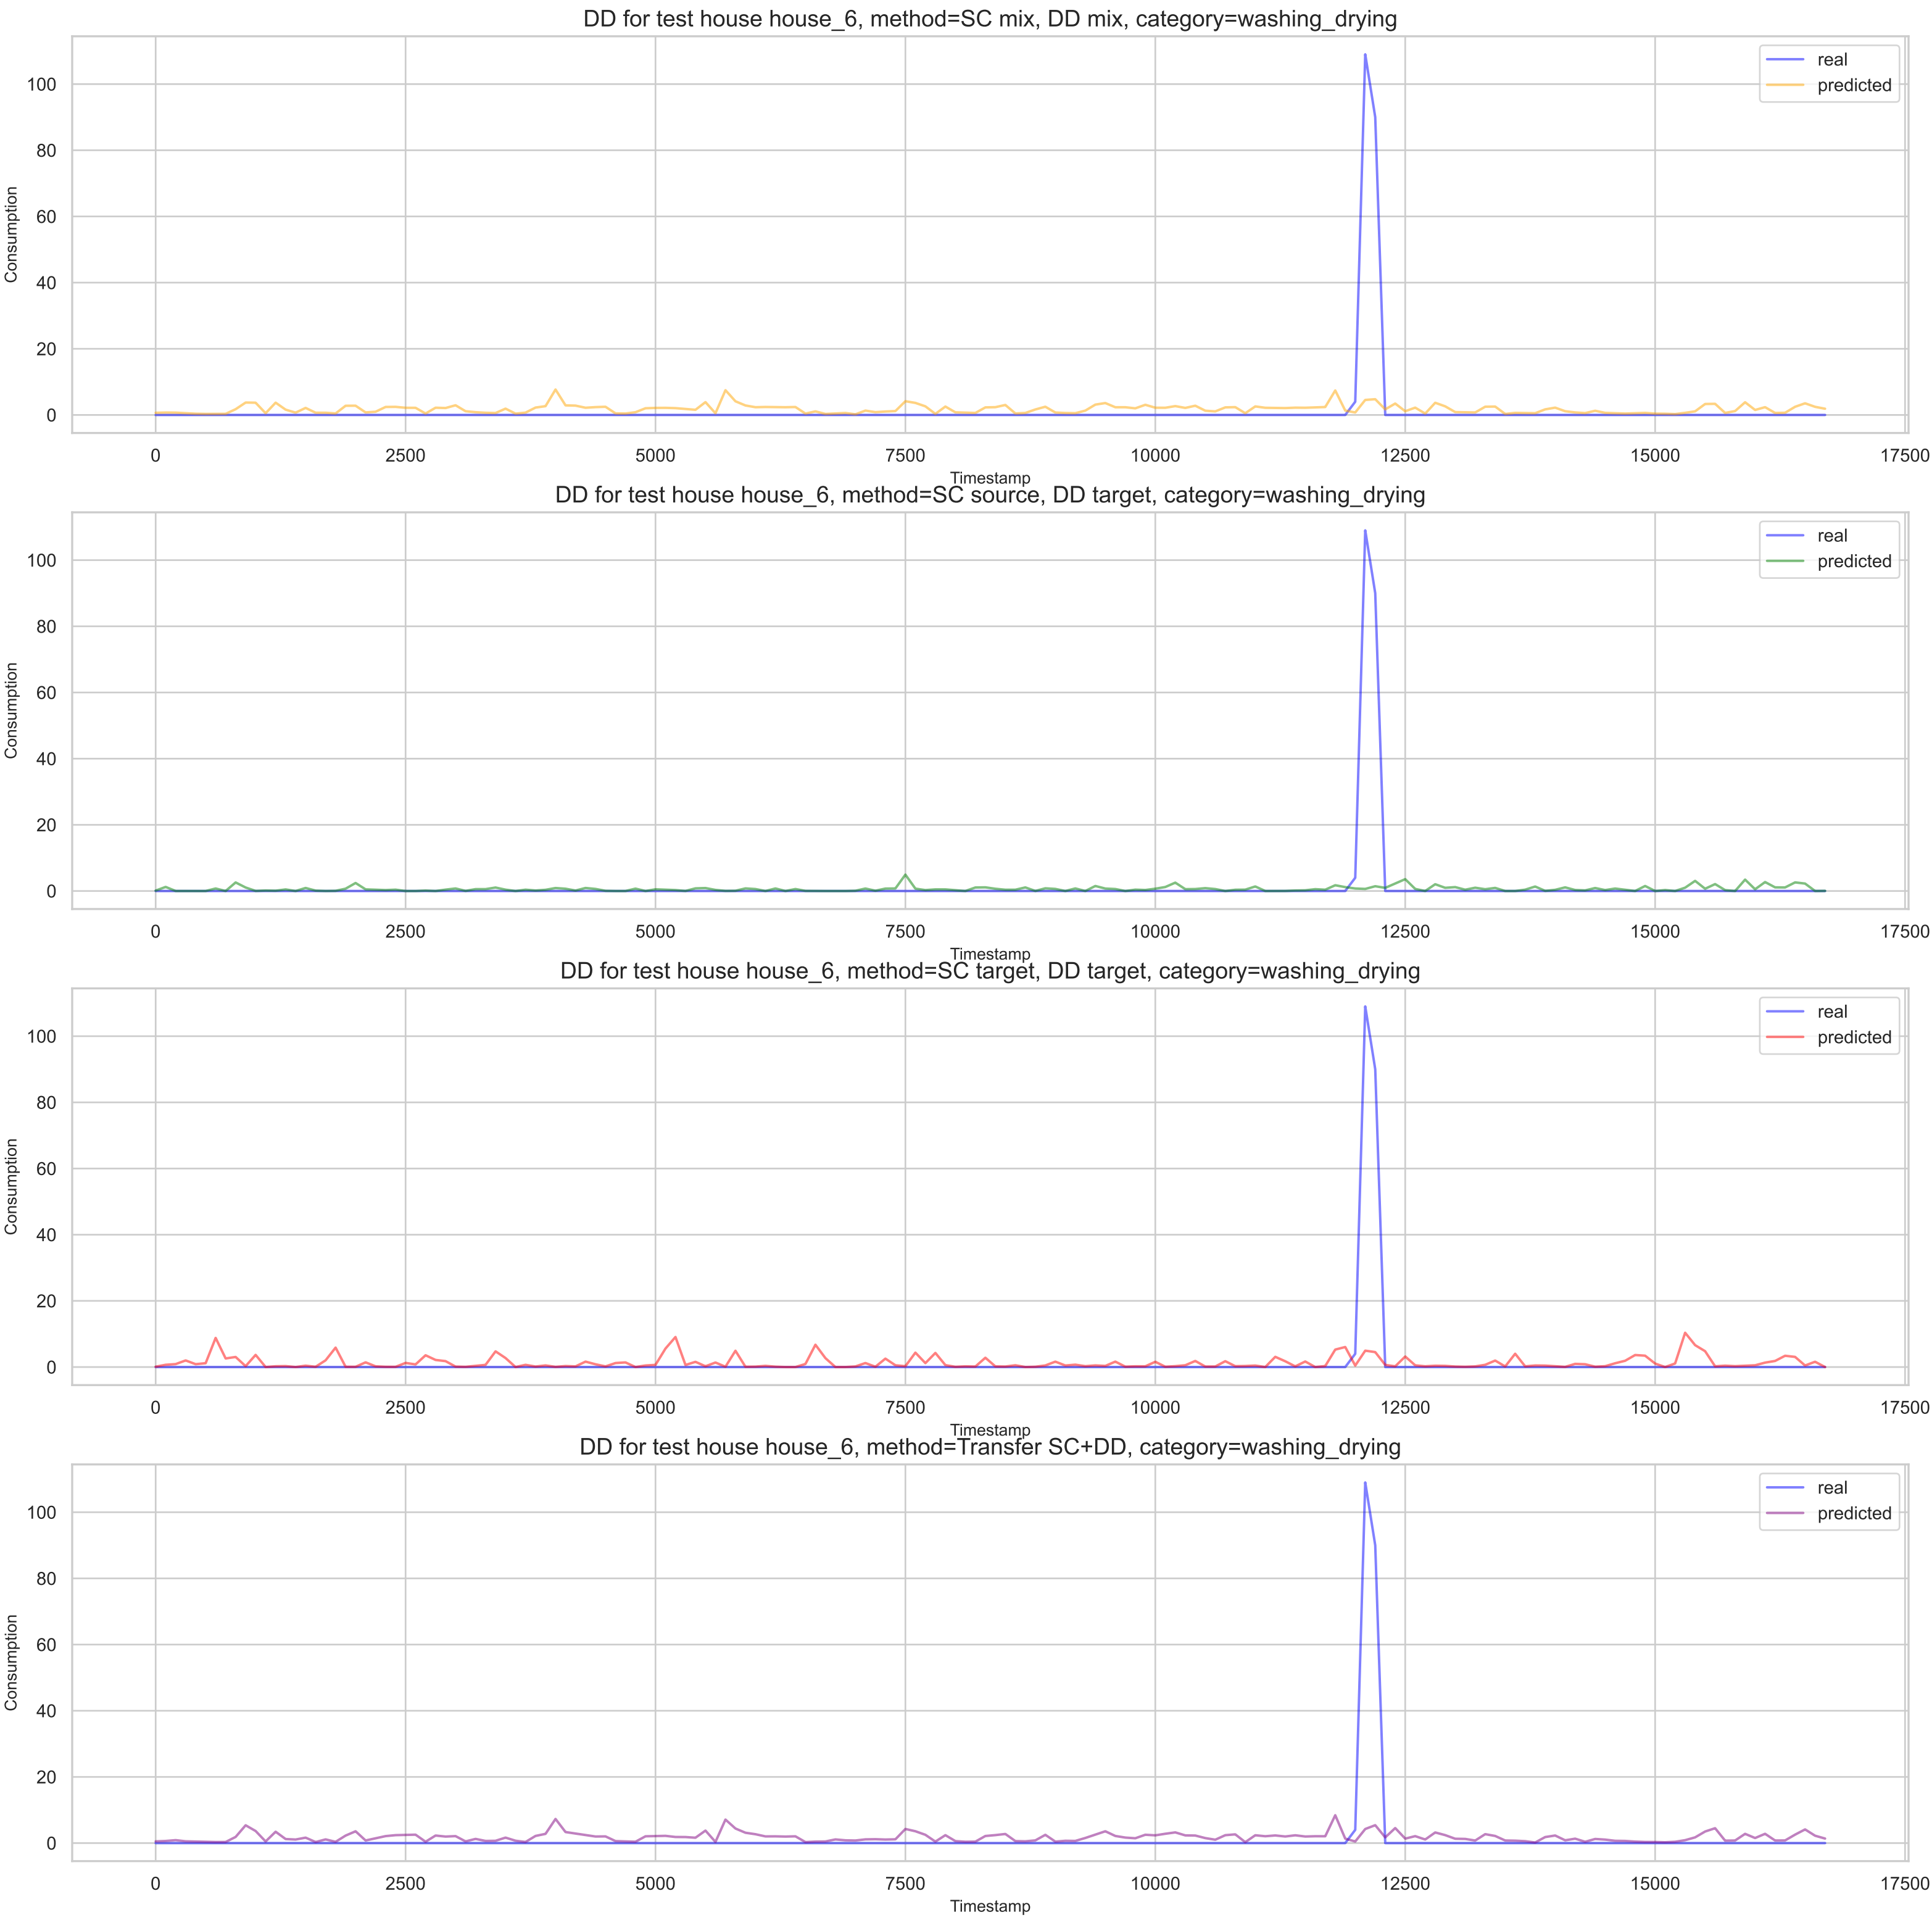 DD for test house house_6, method=SC mix, DD mix, category=washing_drying
real
predicted
100
80
60
40
20
0
Consumption
0 2500 5000 7500 10000 12500 15000 17500
Timestamp
DD for test house house_6, method=SC source, DD target, category=washing_drying
real
predicted
100
80
60
40
20
0
Consumption
0 2500 5000 7500 10000 12500 15000 17500
Timestamp
DD for test house house_6, method=SC target, DD target, category=washing_drying
real
predicted
100
80
60
40
20
0
Consumption
0 2500 5000 7500 10000 12500 15000 17500
Timestamp
DD for test house house_6, method=Transfer SC+DD, category=washing_drying
real
predicted
100
80
60
40
20
0
Consumption
0 2500 5000 7500 10000 12500 15000 17500
Timestamp